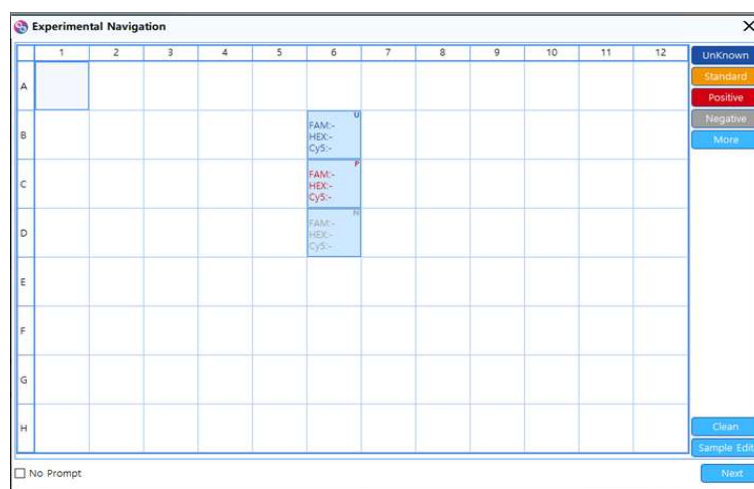 Experimental Navigation
1 2 3 4 5 6 7 8 9 10 11 12
A
B
C
D
E
F
G
H
U
FAM:-
HEX:-
Cy5:-
P
FAM:-
HEX:-
Cy5:-
N
FAM:-
HEX:-
Cy5:-
UnKnown
Standard
Positive
Negative
More
Clean
Sample Edit
No Prompt
Next